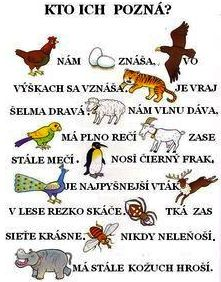 KTO ICH POZNÁ?
NÁM ZNÁŠA, VO
VÝŠKACH SA VZNÁŠA. JE VRAJ
ŠELMA DRAVÁ. NÁM VLNU DÁVA.
MÁ PLNO REČÍ ZASE
STÁLE MEČÍ. NOSÍ ČIERNY FRAK,
JE NAJPYŠNEJŠÍ VTÁK
V LESE REZKO SKÁČE. TKÁ ZAS
SIEŤE KRÁSNE. NIKDY NELEŇOŠÍ.
MÁ STÁLE KOŽUCH HROŠÍ.